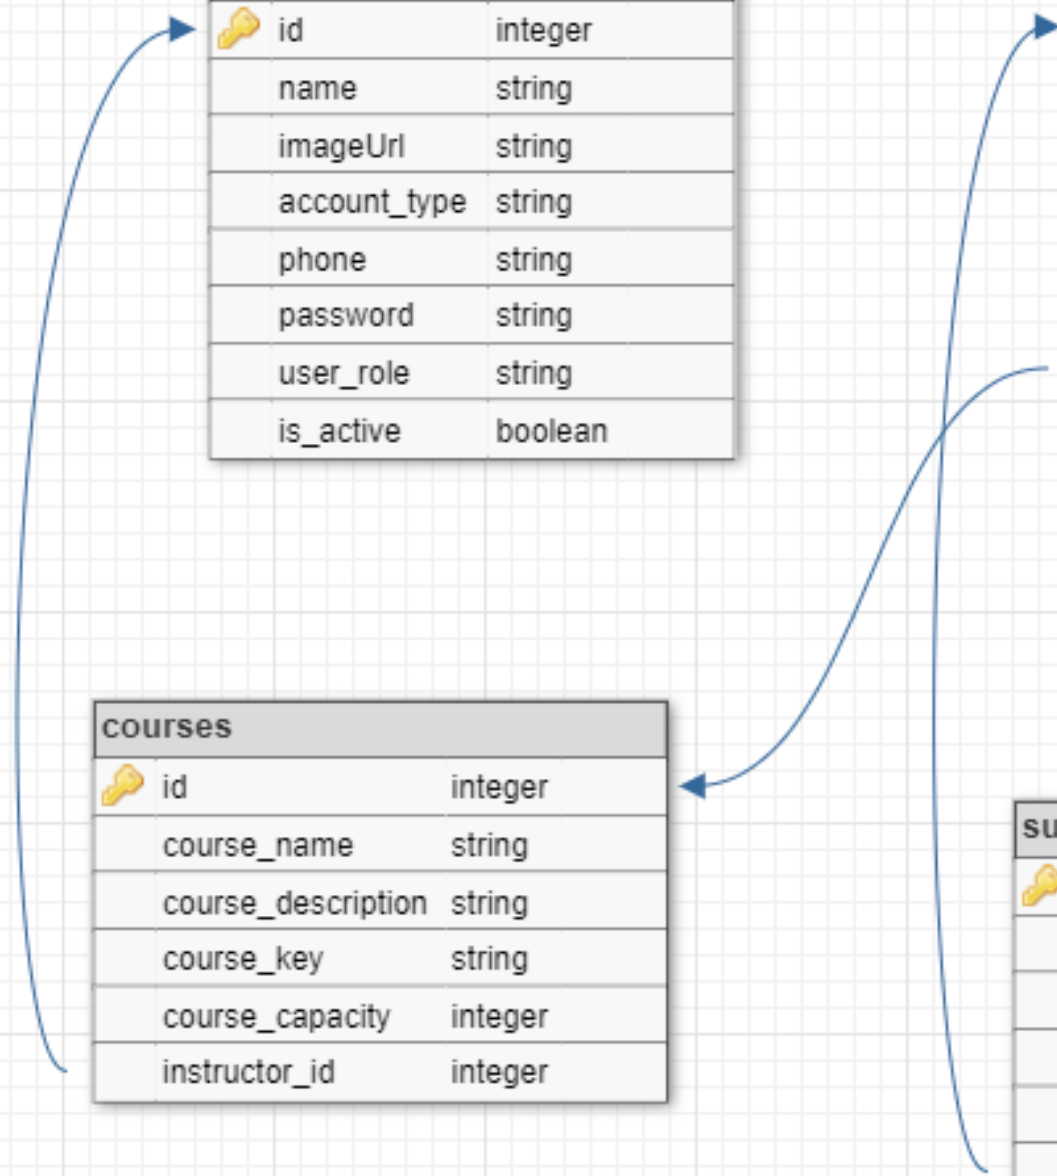 id integer
name string
imageUrl string
account_type string
phone string
password string
user_role string
is_active boolean
courses
id integer
course_name string
course_description string
course_key string
course_capacity integer
instructor_id integer
su